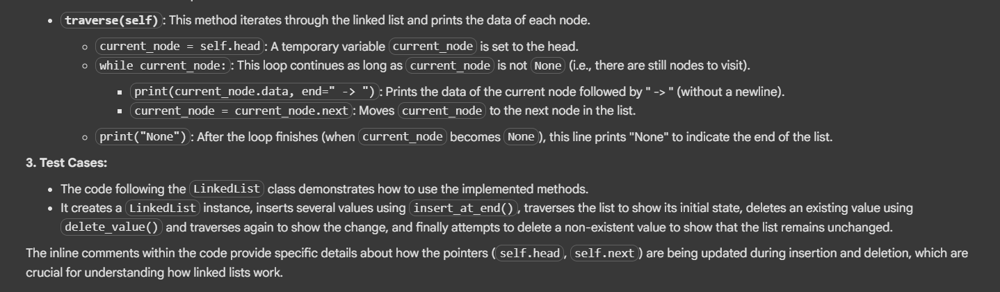 traverse(self): This method iterates through the linked list and prints the data of each node.
current_node = self.head: A temporary variable current_node is set to the head.
while current_node:: This loop continues as long as current_node is not None (i.e., there are still nodes to visit).
print(current_node.data, end=" -> "): Prints the data of the current node followed by " -> " (without a newline).
current_node = current_node.next: Moves current_node to the next node in the list.
print("None"): After the loop finishes (when current_node becomes None), this line prints "None" to indicate the end of the list.
3. Test Cases:
The code following the LinkedList class demonstrates how to use the implemented methods.
It creates a LinkedList instance, inserts several values using insert_at_end(), traverses the list to show its initial state, deletes an existing value using
delete_value() and traverses again to show the change, and finally attempts to delete a non-existent value to show that the list remains unchanged.
The inline comments within the code provide specific details about how the pointers (self.head, self.next) are being updated during insertion and deletion, which are
crucial for understanding how linked lists work.